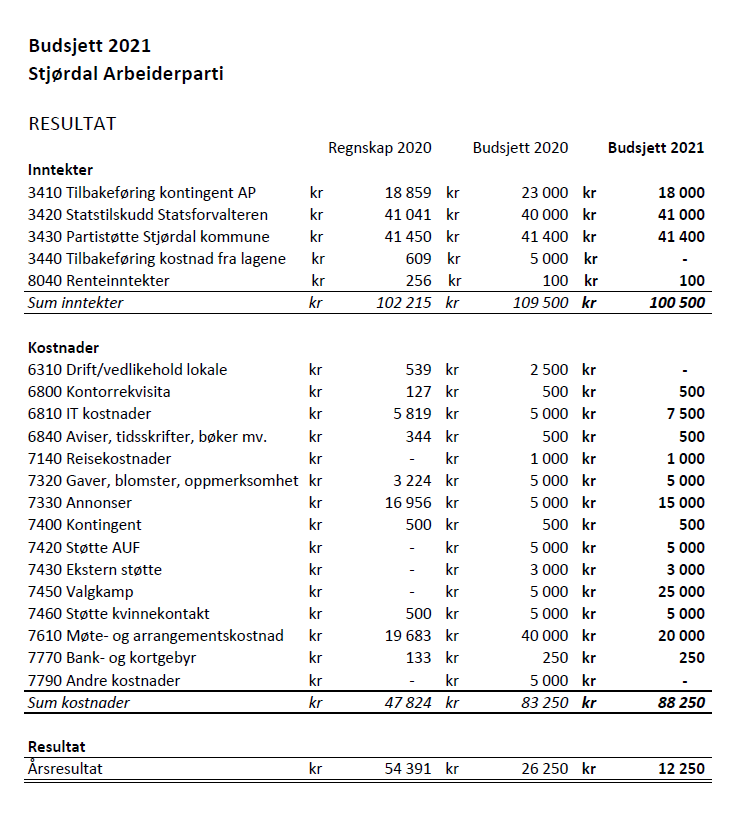 Budsjett 2021
Stjørdal Arbeiderparti
RESULTAT
Regnskap 2020 Budsjett 2020 Budsjett 2021
Inntekter
3410 Tilbakeføring kontingent AP kr 18 859 kr 23 000 kr 18 000
3420 Statstilskudd Statsforvalteren kr 41 041 kr 40 000 kr 41 000
3430 Partistøtte Stjørdal kommune kr 41 450 kr 41 400 kr 41 400
3440 Tilbakeføring kostnad fra lagene kr 609 kr 5 000 kr -
8040 Renteinntekter kr 256 kr 100 kr 100
Sum inntekter kr 102 215 kr 109 500 kr 100 500
Kostnader
6310 Drift/vedlikehold lokale kr 539 kr 2 500 kr -
6800 Kontorrekvisita kr 127 kr 500 kr 500
6810 IT kostnader kr 5 819 kr 5 000 kr 7 500
6840 Aviser, tidsskrifter, bøker mv. kr 344 kr 500 kr 500
7140 Reisekostnader kr - kr 1 000 kr 1 000
7320 Gaver, blomster, oppmerksomhet kr 3 224 kr 5 000 kr 5 000
7330 Annonser kr 16 956 kr 5 000 kr 15 000
7400 Kontingent kr 500 kr 500 kr 500
7420 Støtte AUF kr - kr 5 000 kr 5 000
7430 Ekstern støtte kr - kr 3 000 kr 3 000
7450 Valgkamp kr - kr 5 000 kr 25 000
7460 Støtte kvinnekontakt kr 500 kr 5 000 kr 5 000
7610 Møte- og arrangementskostnad kr 19 683 kr 40 000 kr 20 000
7770 Bank- og kortgebyr kr 133 kr 250 kr 250
7790 Andre kostnader kr - kr 5 000 kr -
Sum kostnader kr 47 824 kr 83 250 kr 88 250
Resultat
Årsresultat kr 54 391 kr 26 250 kr 12 250